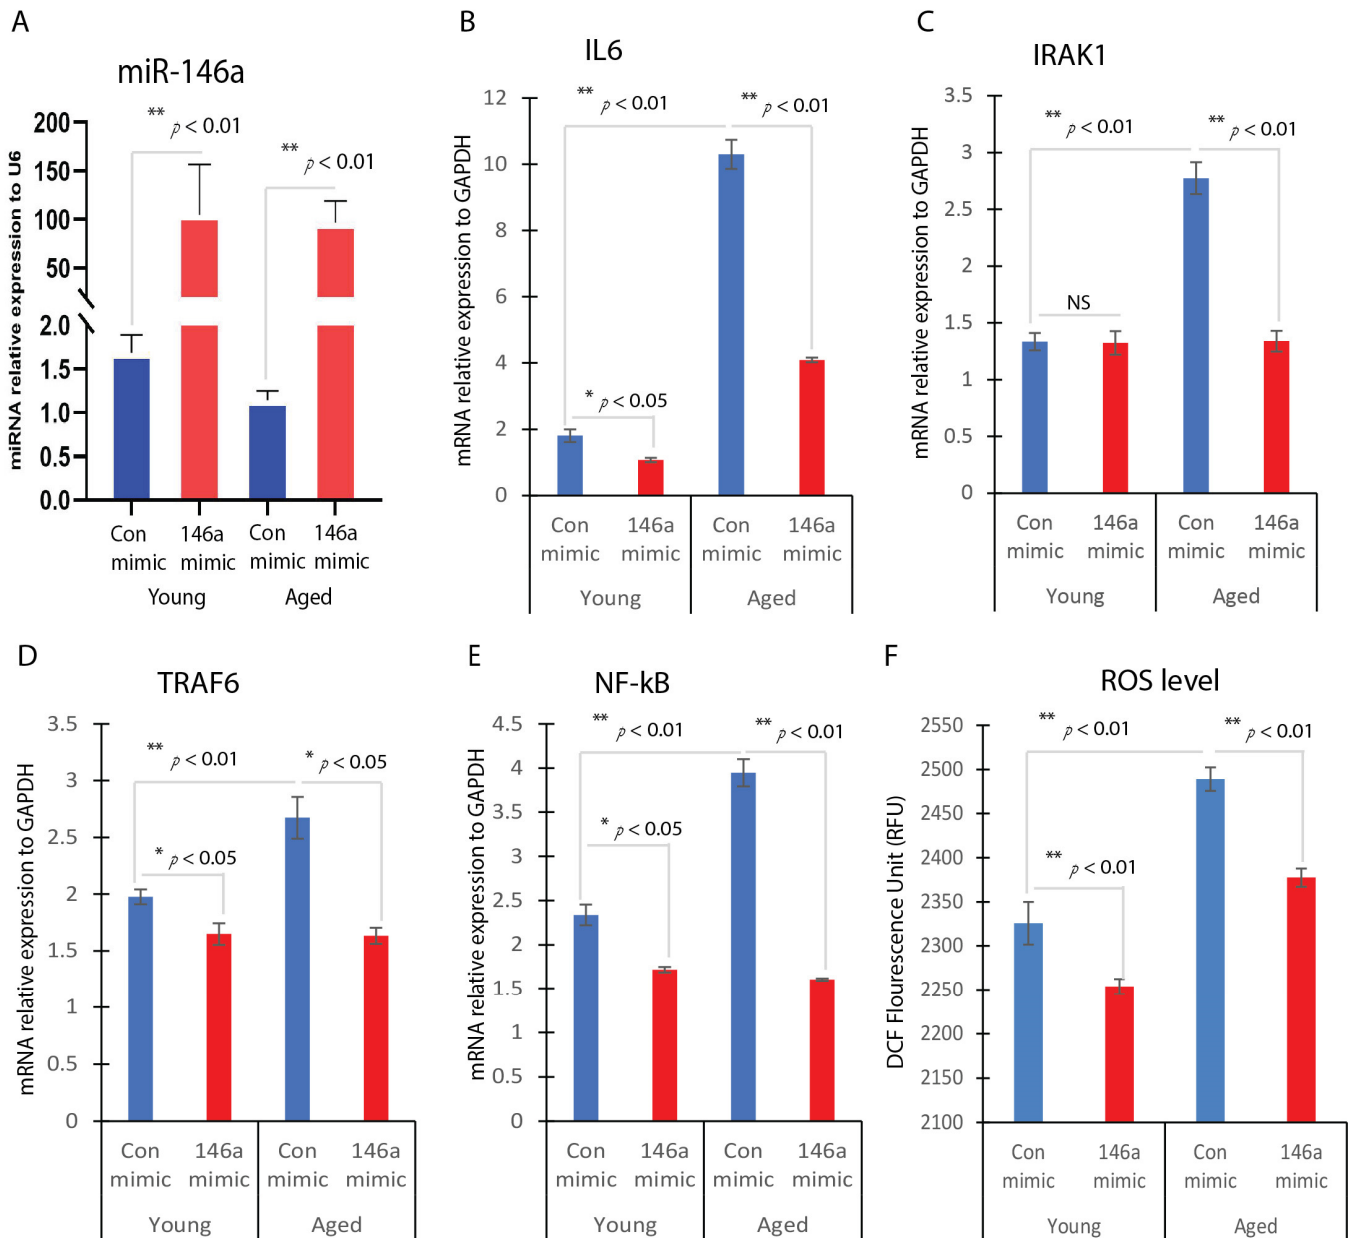 A
miR-146a
** p < 0.01
** p < 0.01
miRNA relative expression to U6
200
150
100
50
2.0
1.5
1.0
0.5
0.0
Con mimic
146a mimic
Con mimic
146a mimic
Young
Aged
B
IL6
** p < 0.01
** p < 0.01
* p < 0.05
mRNA relative expression to GAPDH
12
10
8
6
4
2
0
Con mimic
146a mimic
Con mimic
146a mimic
Young
Aged
C
IRAK1
** p < 0.01
** p < 0.01
NS
mRNA relative expression to GAPDH
3.5
3
2.5
2
1.5
1
0.5
0
Con mimic
146a mimic
Con mimic
146a mimic
Young
Aged
D
TRAF6
** p < 0.01
* p < 0.05
* p < 0.05
mRNA relative expression to GAPDH
3.5
3
2.5
2
1.5
1
0.5
0
Con mimic
146a mimic
Con mimic
146a mimic
Young
Aged
E
NF-kB
** p < 0.01
** p < 0.01
* p < 0.05
mRNA relative expression to GAPDH
4.5
4
3.5
3
2.5
2
1.5
1
0.5
0
Con mimic
146a mimic
Con mimic
146a mimic
Young
Aged
F
ROS level
** p < 0.01
** p < 0.01
** p < 0.01
DCF Flourescence Unit (RFU)
2550
2500
2450
2400
2350
2300
2250
2200
2150
2100
Con mimic
146a mimic
Con mimic
146a mimic
Young
Aged